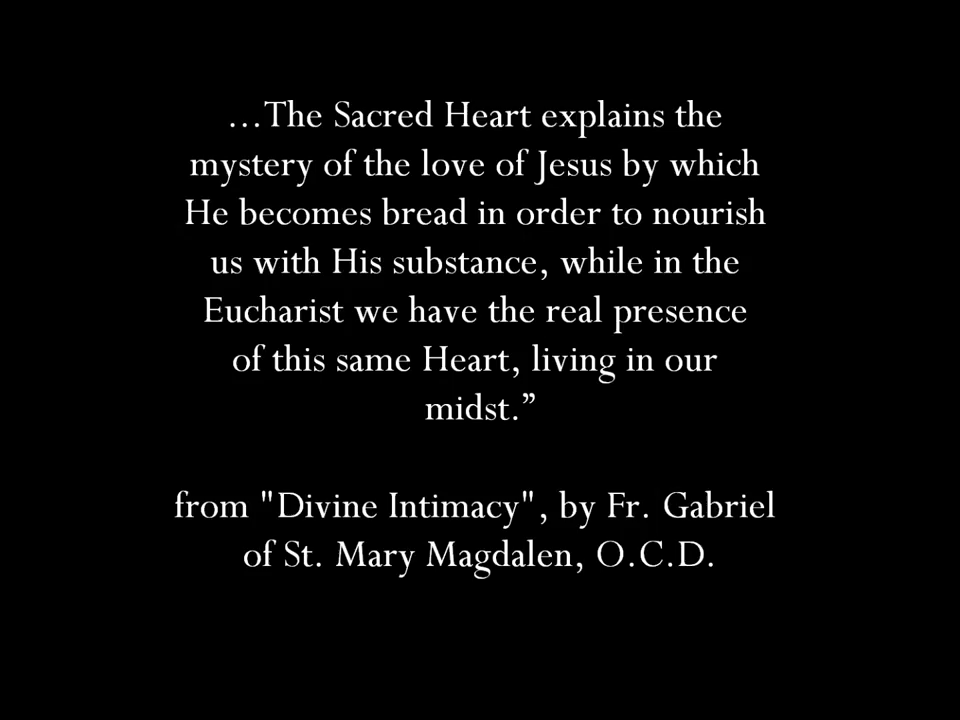 ...The Sacred Heart explains the
mystery of the love of Jesus by which
He becomes bread in order to nourish
us with His substance, while in the
Eucharist we have the real presence
of this same Heart, living in our
midst.”
from "Divine Intimacy", by Fr. Gabriel
of St. Mary Magdalen, O.C.D.